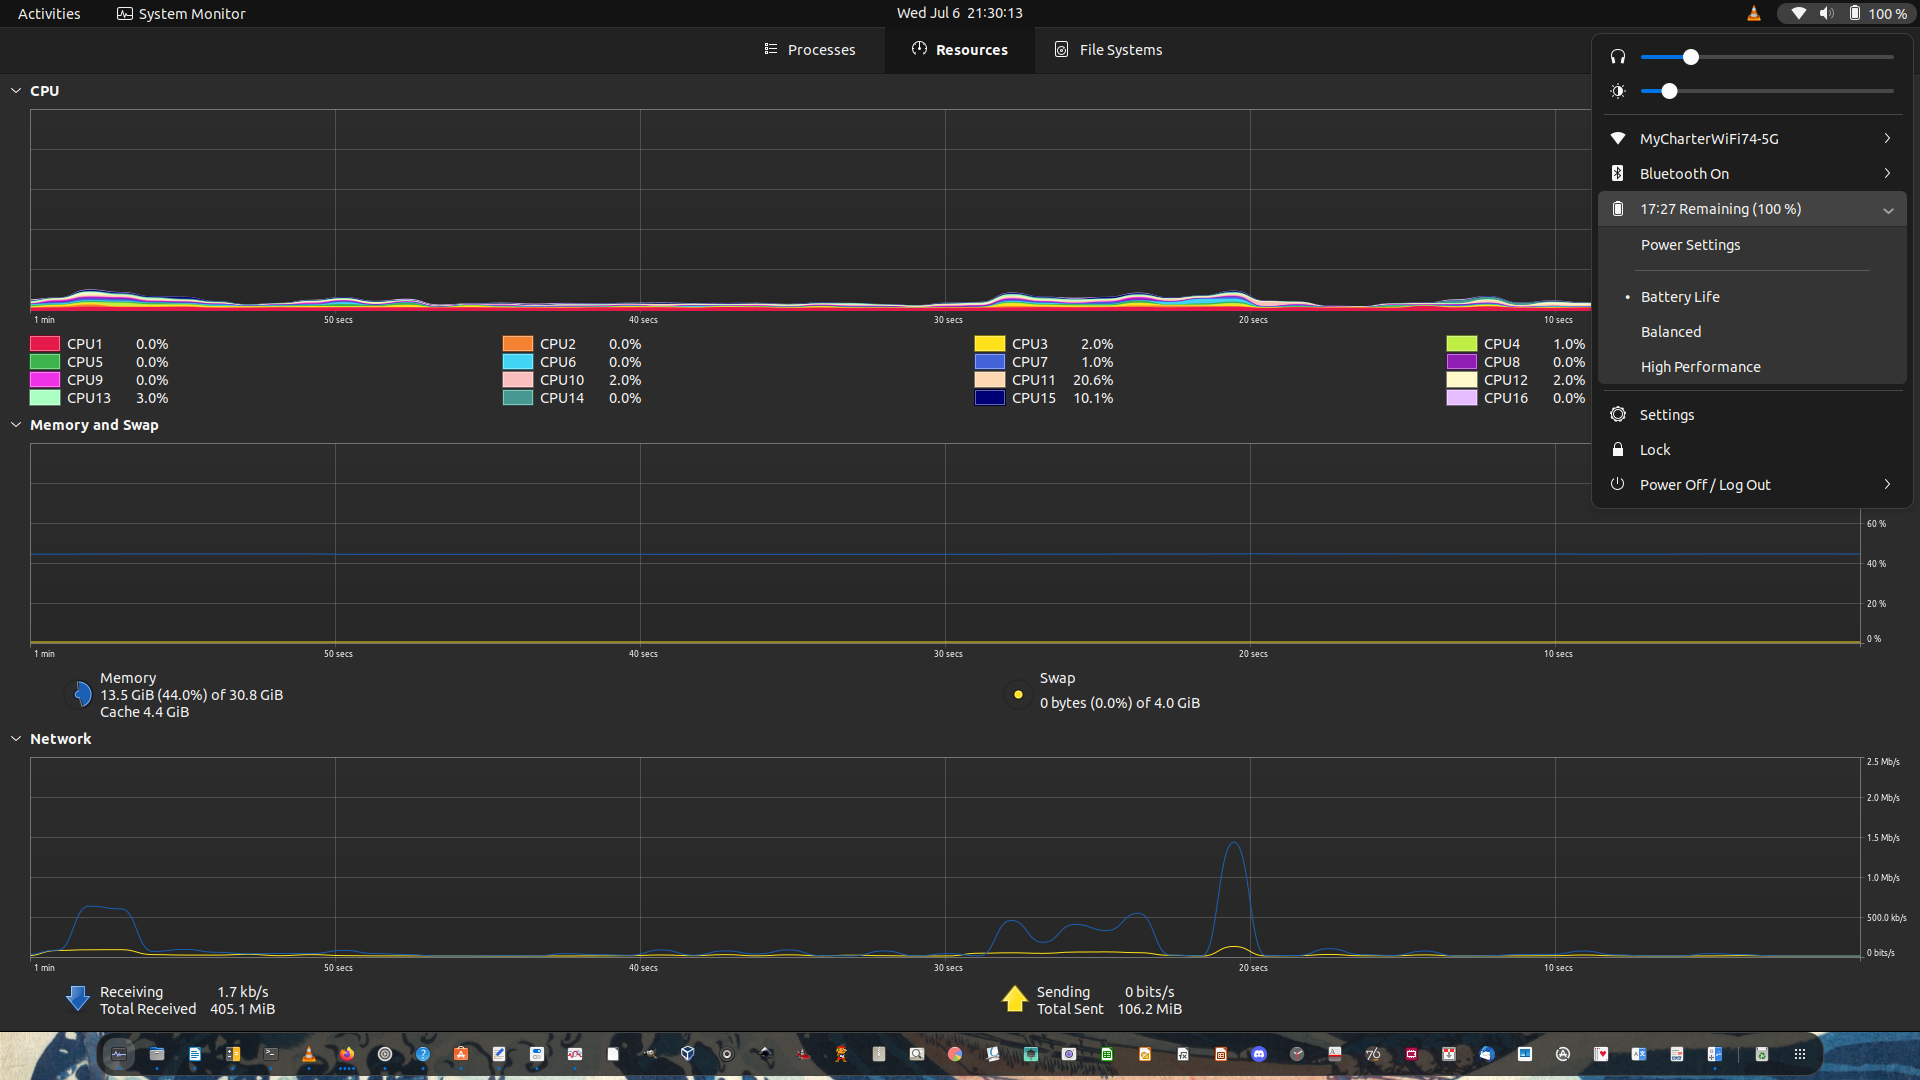 Activities
System Monitor
Wed Jul 6 21:30:13
100 %
Processes
Resources
File Systems
CPU
1 min
50 secs
40 secs
30 secs
20 secs
10 secs
CPU1 0.0%
CPU2 0.0%
CPU3 2.0%
CPU4 1.0%
CPU5 0.0%
CPU6 0.0%
CPU7 1.0%
CPU8 0.0%
CPU9 0.0%
CPU10 2.0%
CPU11 20.6%
CPU12 2.0%
CPU13 3.0%
CPU14 0.0%
CPU15 10.1%
CPU16 0.0%
MyCharterWiFi74-5G
Bluetooth On
17:27 Remaining (100 %)
Power Settings
Battery Life
Balanced
High Performance
Settings
Lock
Power Off / Log Out
Memory and Swap
60 %
40 %
20 %
0 %
1 min
50 secs
40 secs
30 secs
20 secs
10 secs
Memory
13.5 GiB (44.0%) of 30.8 GiB
Cache 4.4 GiB
Swap
0 bytes (0.0%) of 4.0 GiB
Network
2.5 Mb/s
2.0 Mb/s
1.5 Mb/s
1.0 Mb/s
500.0 kb/s
0 bits/s
1 min
50 secs
40 secs
30 secs
20 secs
10 secs
Receiving 1.7 kb/s
Total Received 405.1 MiB
Sending 0 bits/s
Total Sent 106.2 MiB